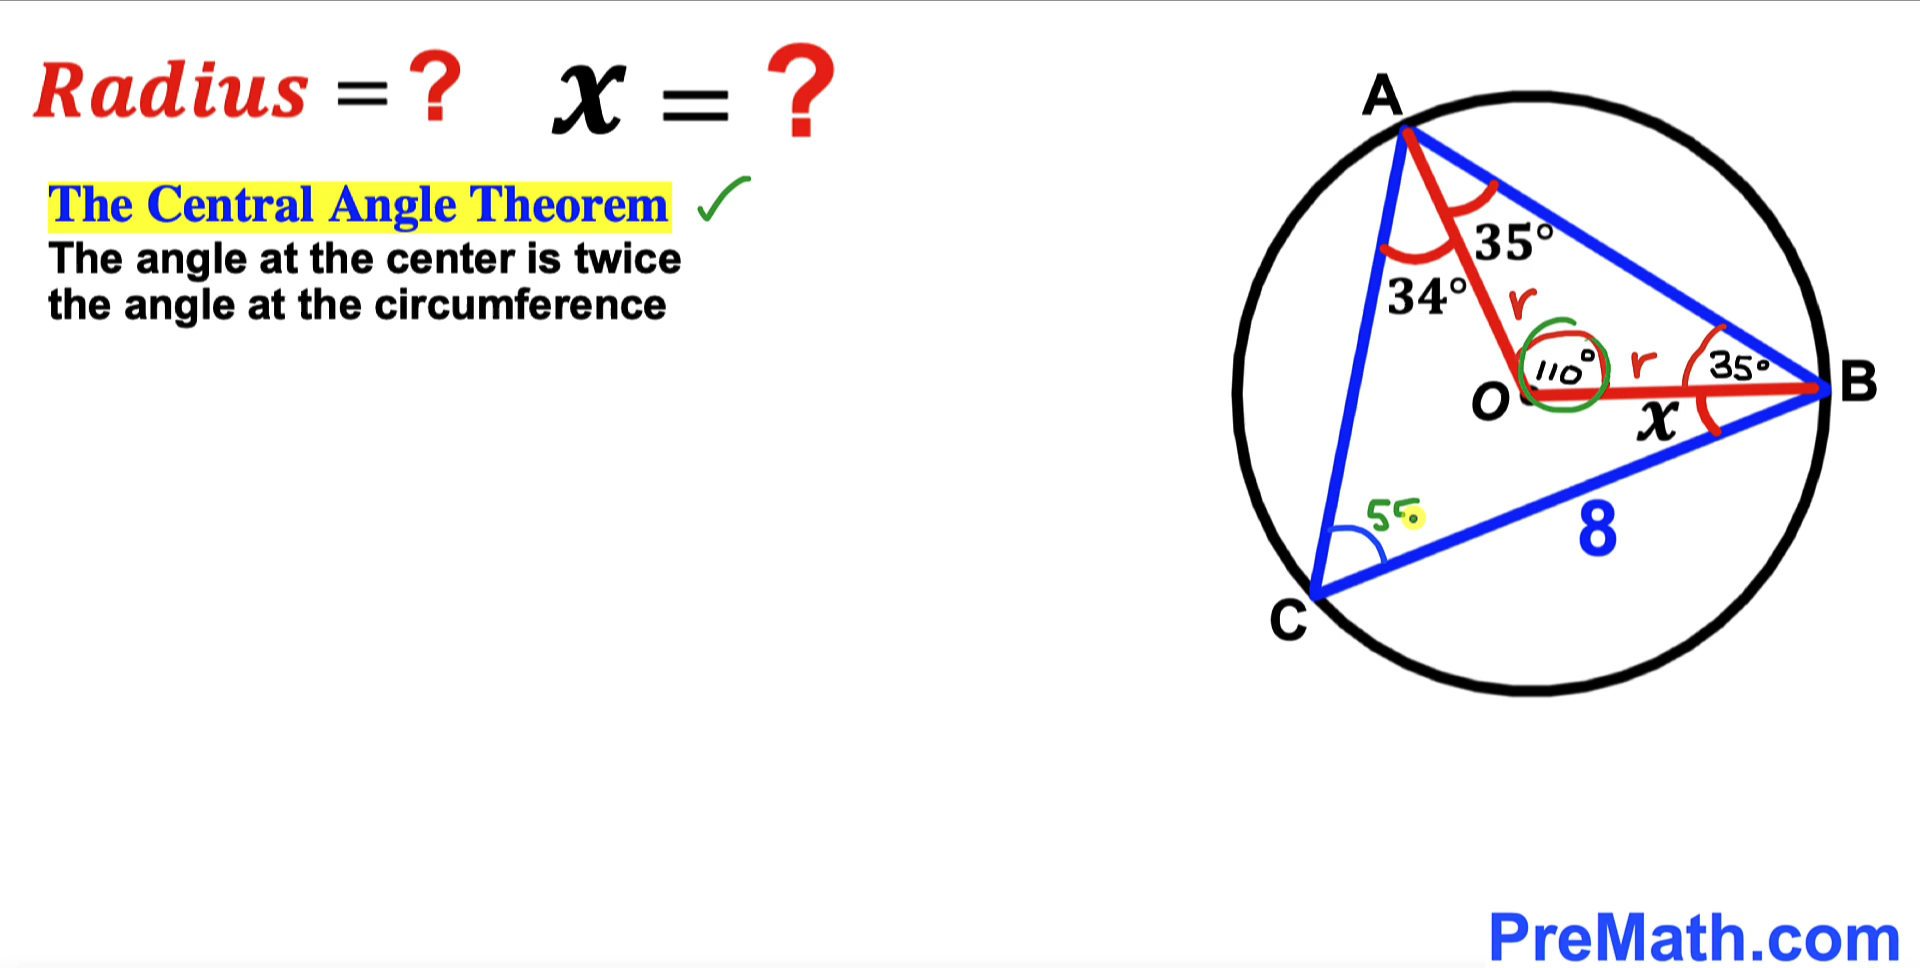 Radius = ? x = ?
The Central Angle Theorem
The angle at the center is twice
the angle at the circumference
A
35°
34°
r
110°
r
35°
B
O
x
55
8
C
PreMath.com